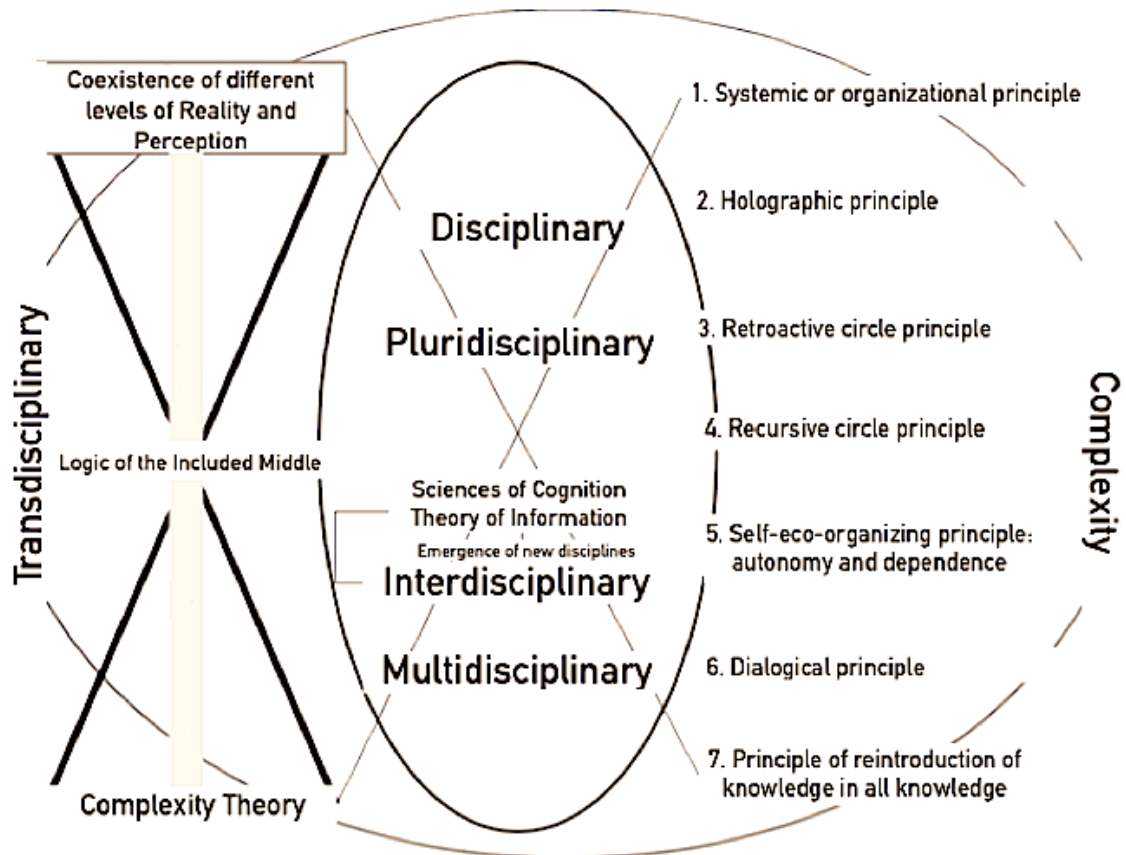 Coexistence of different
levels of Reality and
Perception
Transdisciplinary
Logic of the Included Middle
Complexity Theory
Disciplinary
Pluridisciplinary
Sciences of Cognition
Theory of Information
Emergence of new disciplines
Interdisciplinary
Multidisciplinary
1. Systemic or organizational principle
2. Holographic principle
3. Retroactive circle principle
4. Recursive circle principle
5. Self-eco-organizing principle:
autonomy and dependence
6. Dialogical principle
7. Principle of reintroduction of
knowledge in all knowledge
Complexity